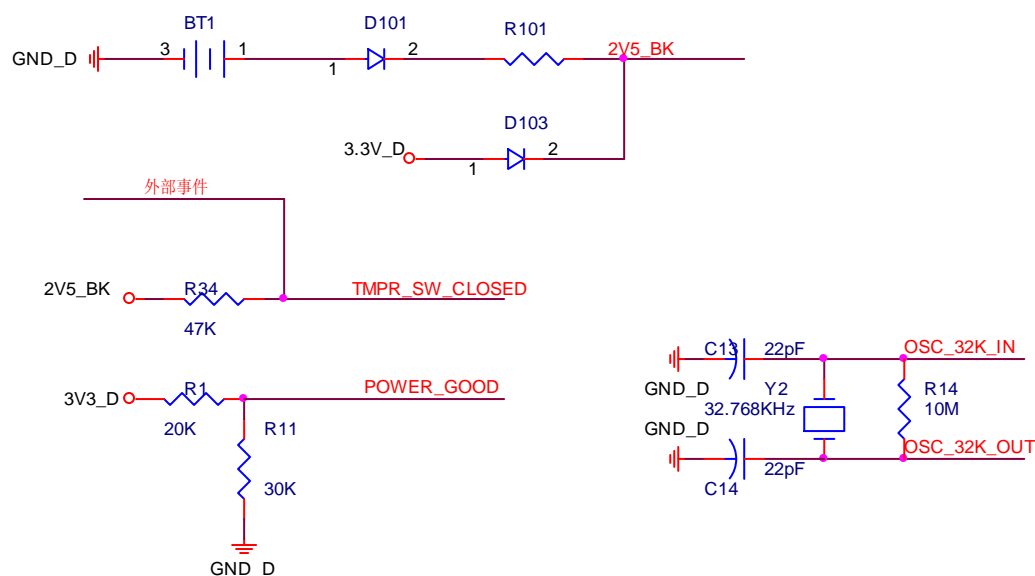 BT1
D101
R101
GND_D
3
1
1
2
2V5_BK
D103
3.3V_D
1
2
外部事件
2V5_BK
R34
47K
TMPR_SW_CLOSED
3V3_D
R1
20K
POWER_GOOD
R11
30K
GND_D
C13
22pF
OSC_32K_IN
GND_D
Y2
32.768KHz
R14
10M
GND_D
OSC_32K_OUT
22pF
C14